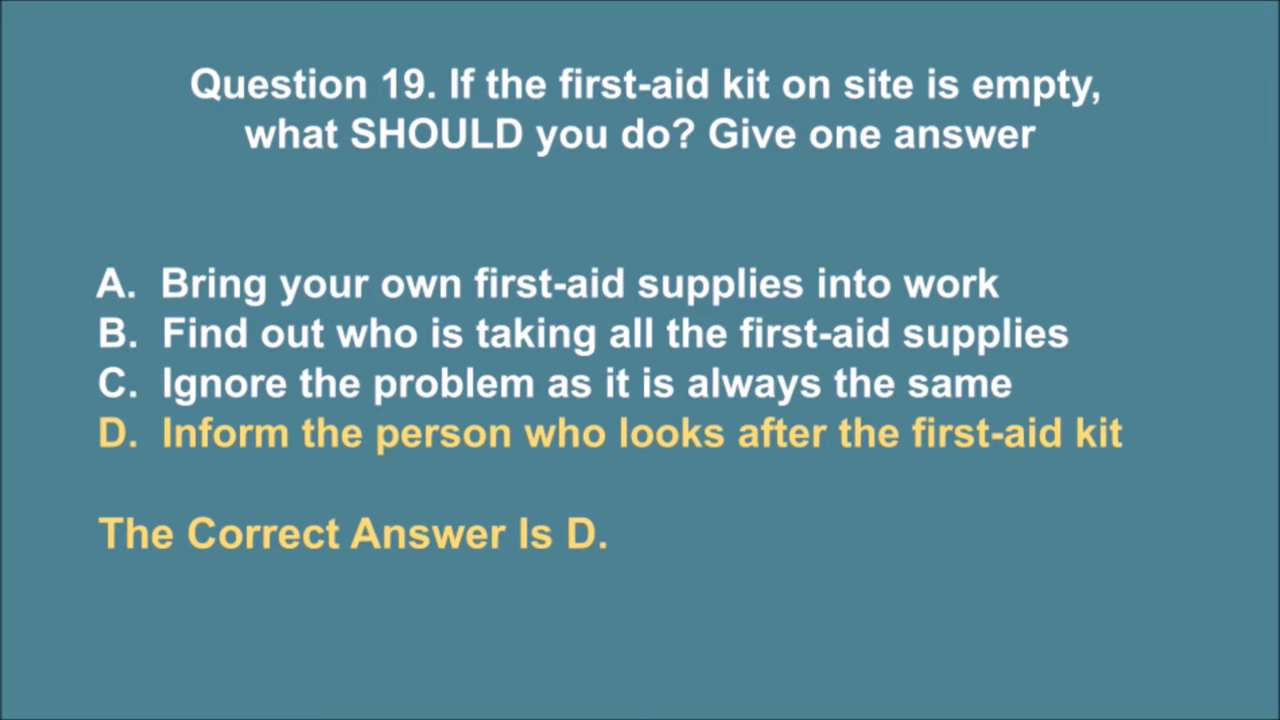 Question 19. If the first-aid kit on site is empty,
what SHOULD you do? Give one answer
A. Bring your own first-aid supplies into work
B. Find out who is taking all the first-aid supplies
C. Ignore the problem as it is always the same
D. Inform the person who looks after the first-aid kit
The Correct Answer Is D.